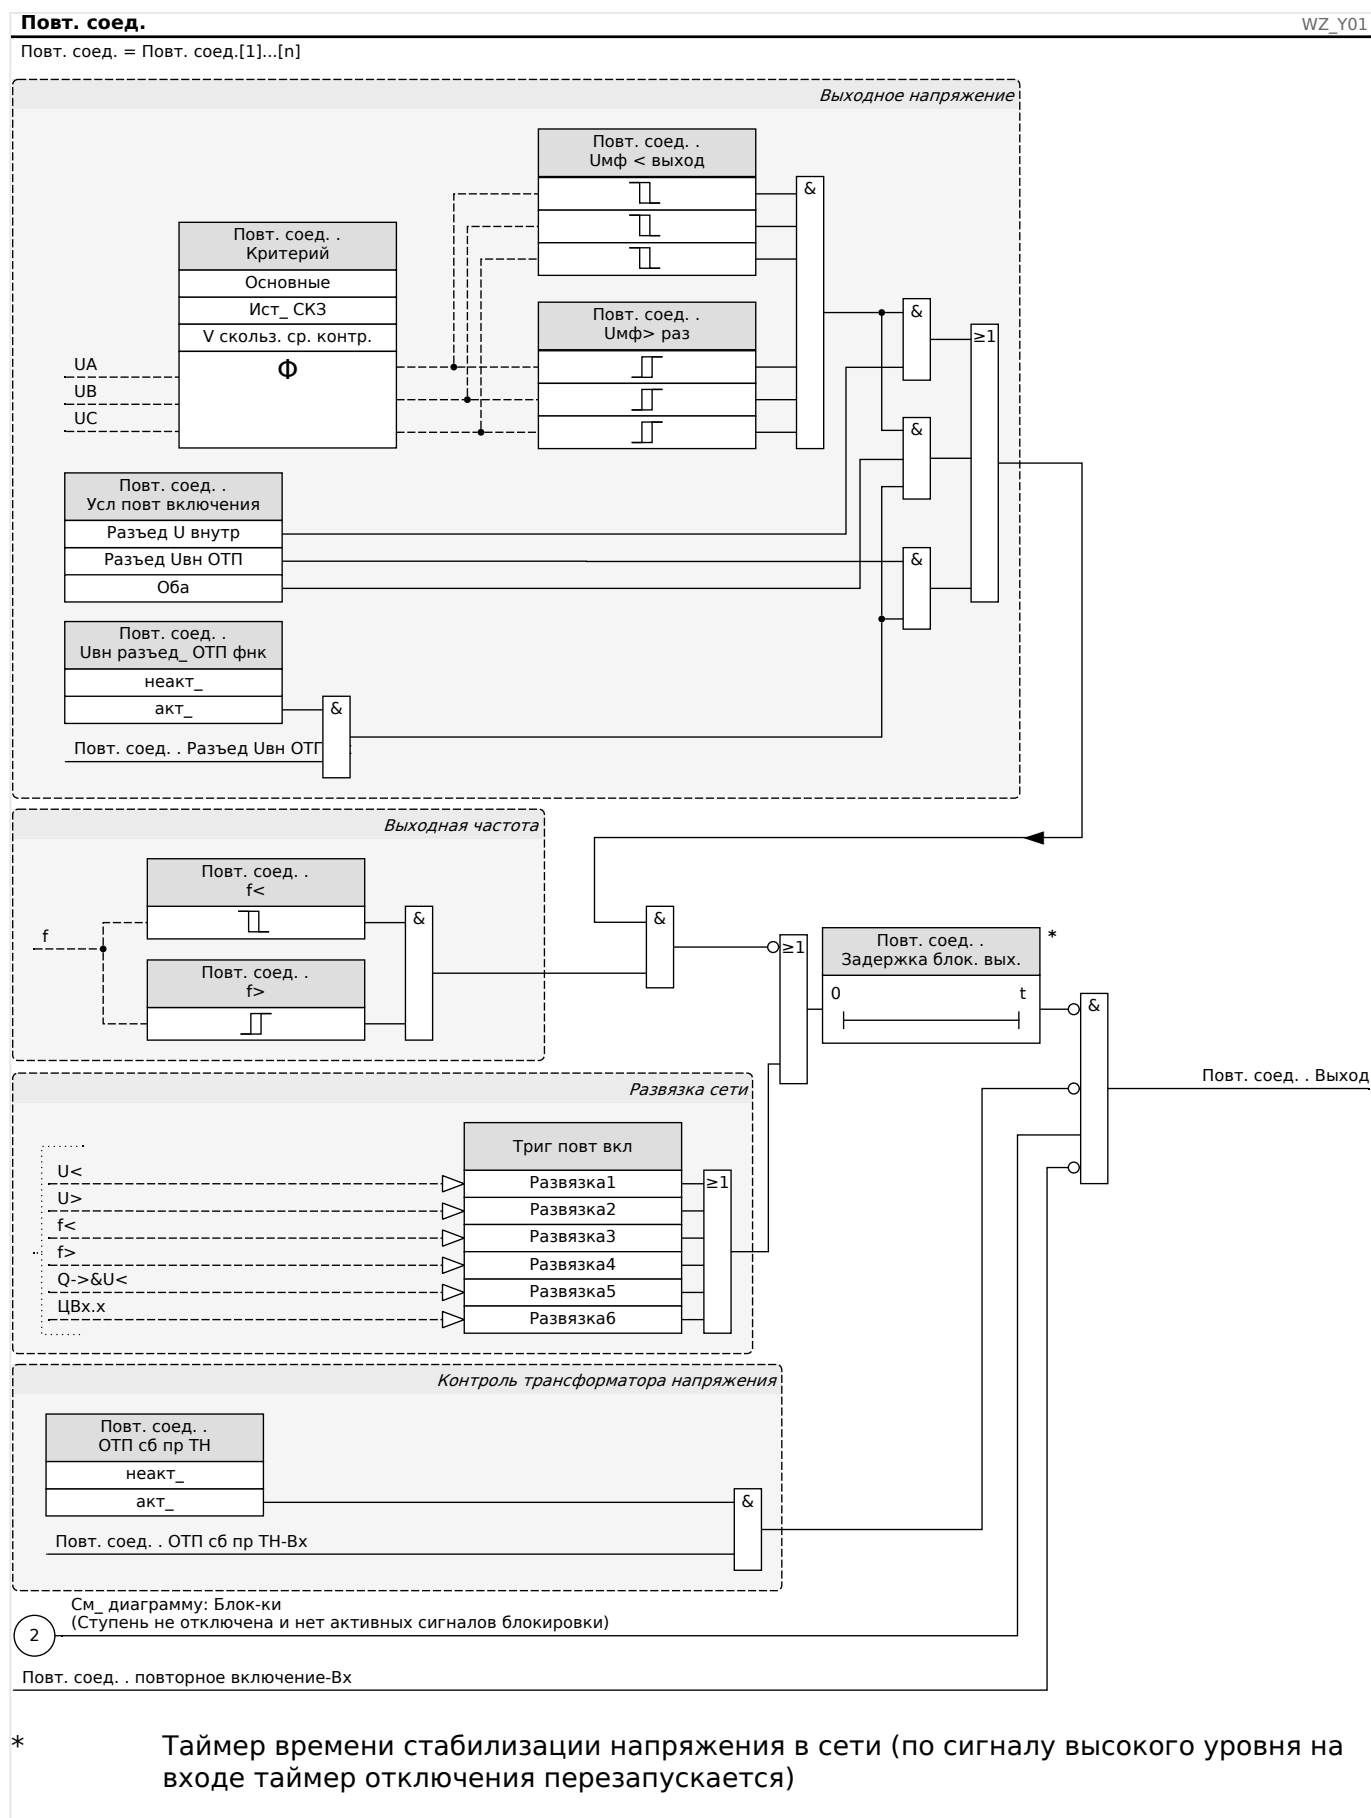 Повт. соед.
WZ_Y01
Повт. соед. = Повт. соед.[1]...[n]
Выходное напряжение
Повт. соед. .
Uмф < выход
&
Повт. соед. .
Критерий
Основные
Ист_ СКЗ
V скользь. ср. контр.
Φ
UA
UB
UC
Повт. соед. .
Uмф> раз
&
≥1
&
Повт. соед. .
Усл повт включения
Разъед U внутр
Разъед Uвн ОТП
Оба
&
Повт. соед. .
Uвн разъед_ ОТП фнк
неакт_
акт_
&
Повт. соед. . Разъед Uвн ОТП
Выходная частота
Повт. соед. .
f<
&
f
Повт. соед. .
f>
&
≥1
Повт. соед. .
Задержка блок. вых.
*
0
t
&
Повт. соед. . Выход
Развязка сети
Триг повт вкл
U<
Развязка1
≥1
U>
Развязка2
f<
Развязка3
f>
Развязка4
Q->&U<
Развязка5
ЦВх.x
Развязка6
Контроль трансформатора напряжения
Повт. соед. .
ОТП сб пр ТН
неакт_
акт_
&
Повт. соед. . ОТП сб пр ТН-Вх
См_ диаграмму: Блок-ки
(Ступень не отключена и нет активных сигналов блокировки)
2
Повт. соед. . повторное включение-Вх
* Таймер времени стабилизации напряжения в сети (по сигналу высокого уровня на
входе таймер отключения перезапускается)